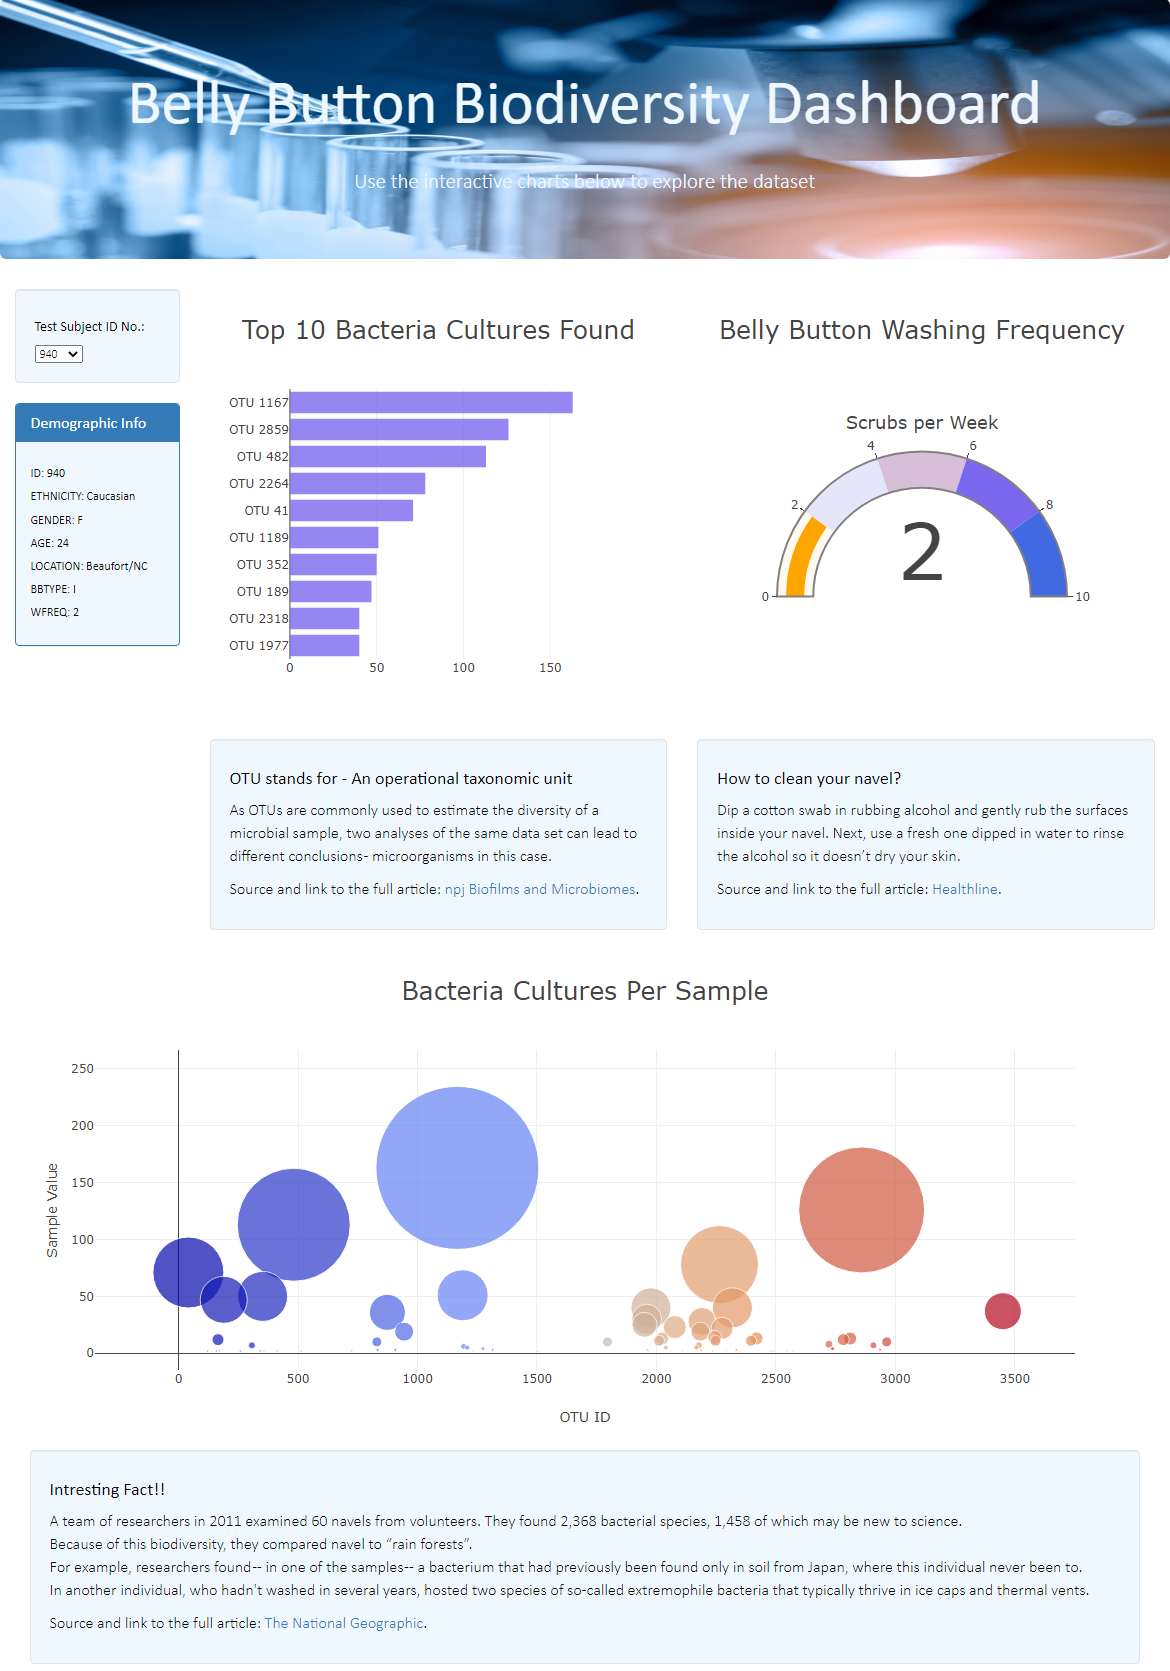 Belly Button Biodiversity Dashboard
Use the interactive charts below to explore the dataset
Test Subject ID No.:
940
Demographic Info
ID: 940
ETHNICITY: Caucasian
GENDER: F
AGE: 24
LOCATION: Beaufort/NC
BBTYPE: I
WFREQ: 2
Top 10 Bacteria Cultures Found
OTU 1167
OTU 2859
OTU 482
OTU 2264
OTU 41
OTU 1189
OTU 352
OTU 189
OTU 2318
OTU 1977
0 50 100 150
Belly Button Washing Frequency
Scrubs per Week
4 6
2 8
2
0 10
OTU stands for - An operational taxonomic unit
As OTUs are commonly used to estimate the diversity of a
microbial sample, two analyses of the same data set can lead to
different conclusions- microorganisms in this case.
Source and link to the full article: npj Biofilms and Microbiomes.
How to clean your navel?
Dip a cotton swab in rubbing alcohol and gently rub the surfaces
inside your navel. Next, use a fresh one dipped in water to rinse
the alcohol so it doesn’t dry your skin.
Source and link to the full article: Healthline.
Bacteria Cultures Per Sample
Sample Value
250
200
150
100
50
0
0 500 1000 1500 2000 2500 3000 3500
OTU ID
Intresting Fact!!
A team of researchers in 2011 examined 60 navels from volunteers. They found 2,368 bacterial species, 1,458 of which may be new to science.
Because of this biodiversity, they compared navel to “rain forests”.
For example, researchers found-- in one of the samples-- a bacterium that had previously been found only in soil from Japan, where this individual never been to.
In another individual, who hadn't washed in several years, hosted two species of so-called extremophile bacteria that typically thrive in ice caps and thermal vents.
Source and link to the full article: The National Geographic.